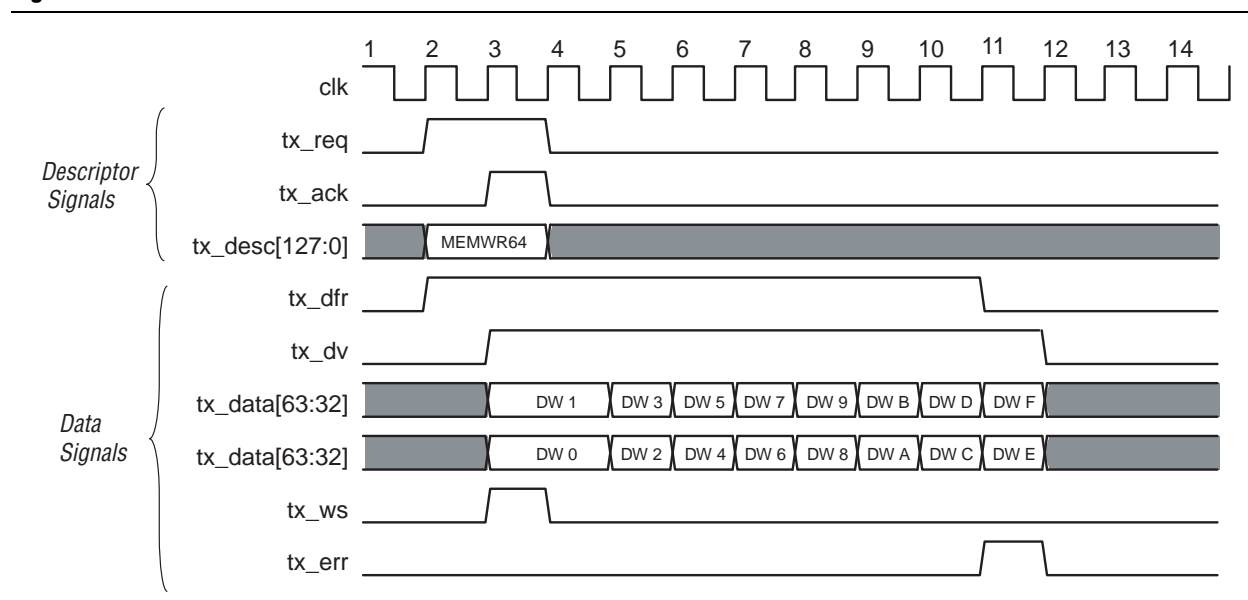 1 2 3 4 5 6 7 8 9 10 11 12 13 14
clk
Descriptor
Signals
tx_req
tx_ack
tx_desc[127:0]
MEMWR64
Data
Signals
tx_dfr
tx_dv
tx_data[63:32]
DW 1 DW 3 DW 5 DW 7 DW 9 DW B DW D DW F
tx_data[63:32]
DW 0 DW 2 DW 4 DW 6 DW 8 DW A DW C DW E
tx_ws
tx_err